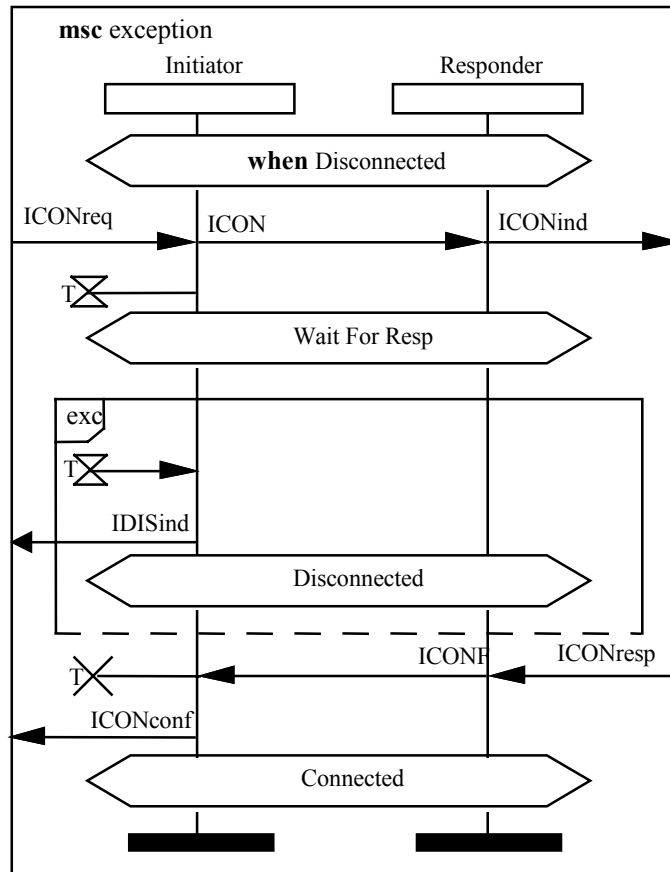 msc exception
Initiator Responder
when Disconnected
ICONreq ICON ICONind
T
Wait For Resp
exc
T
IDISind
Disconnected
T ICONF ICONresp
ICONconf
Connected